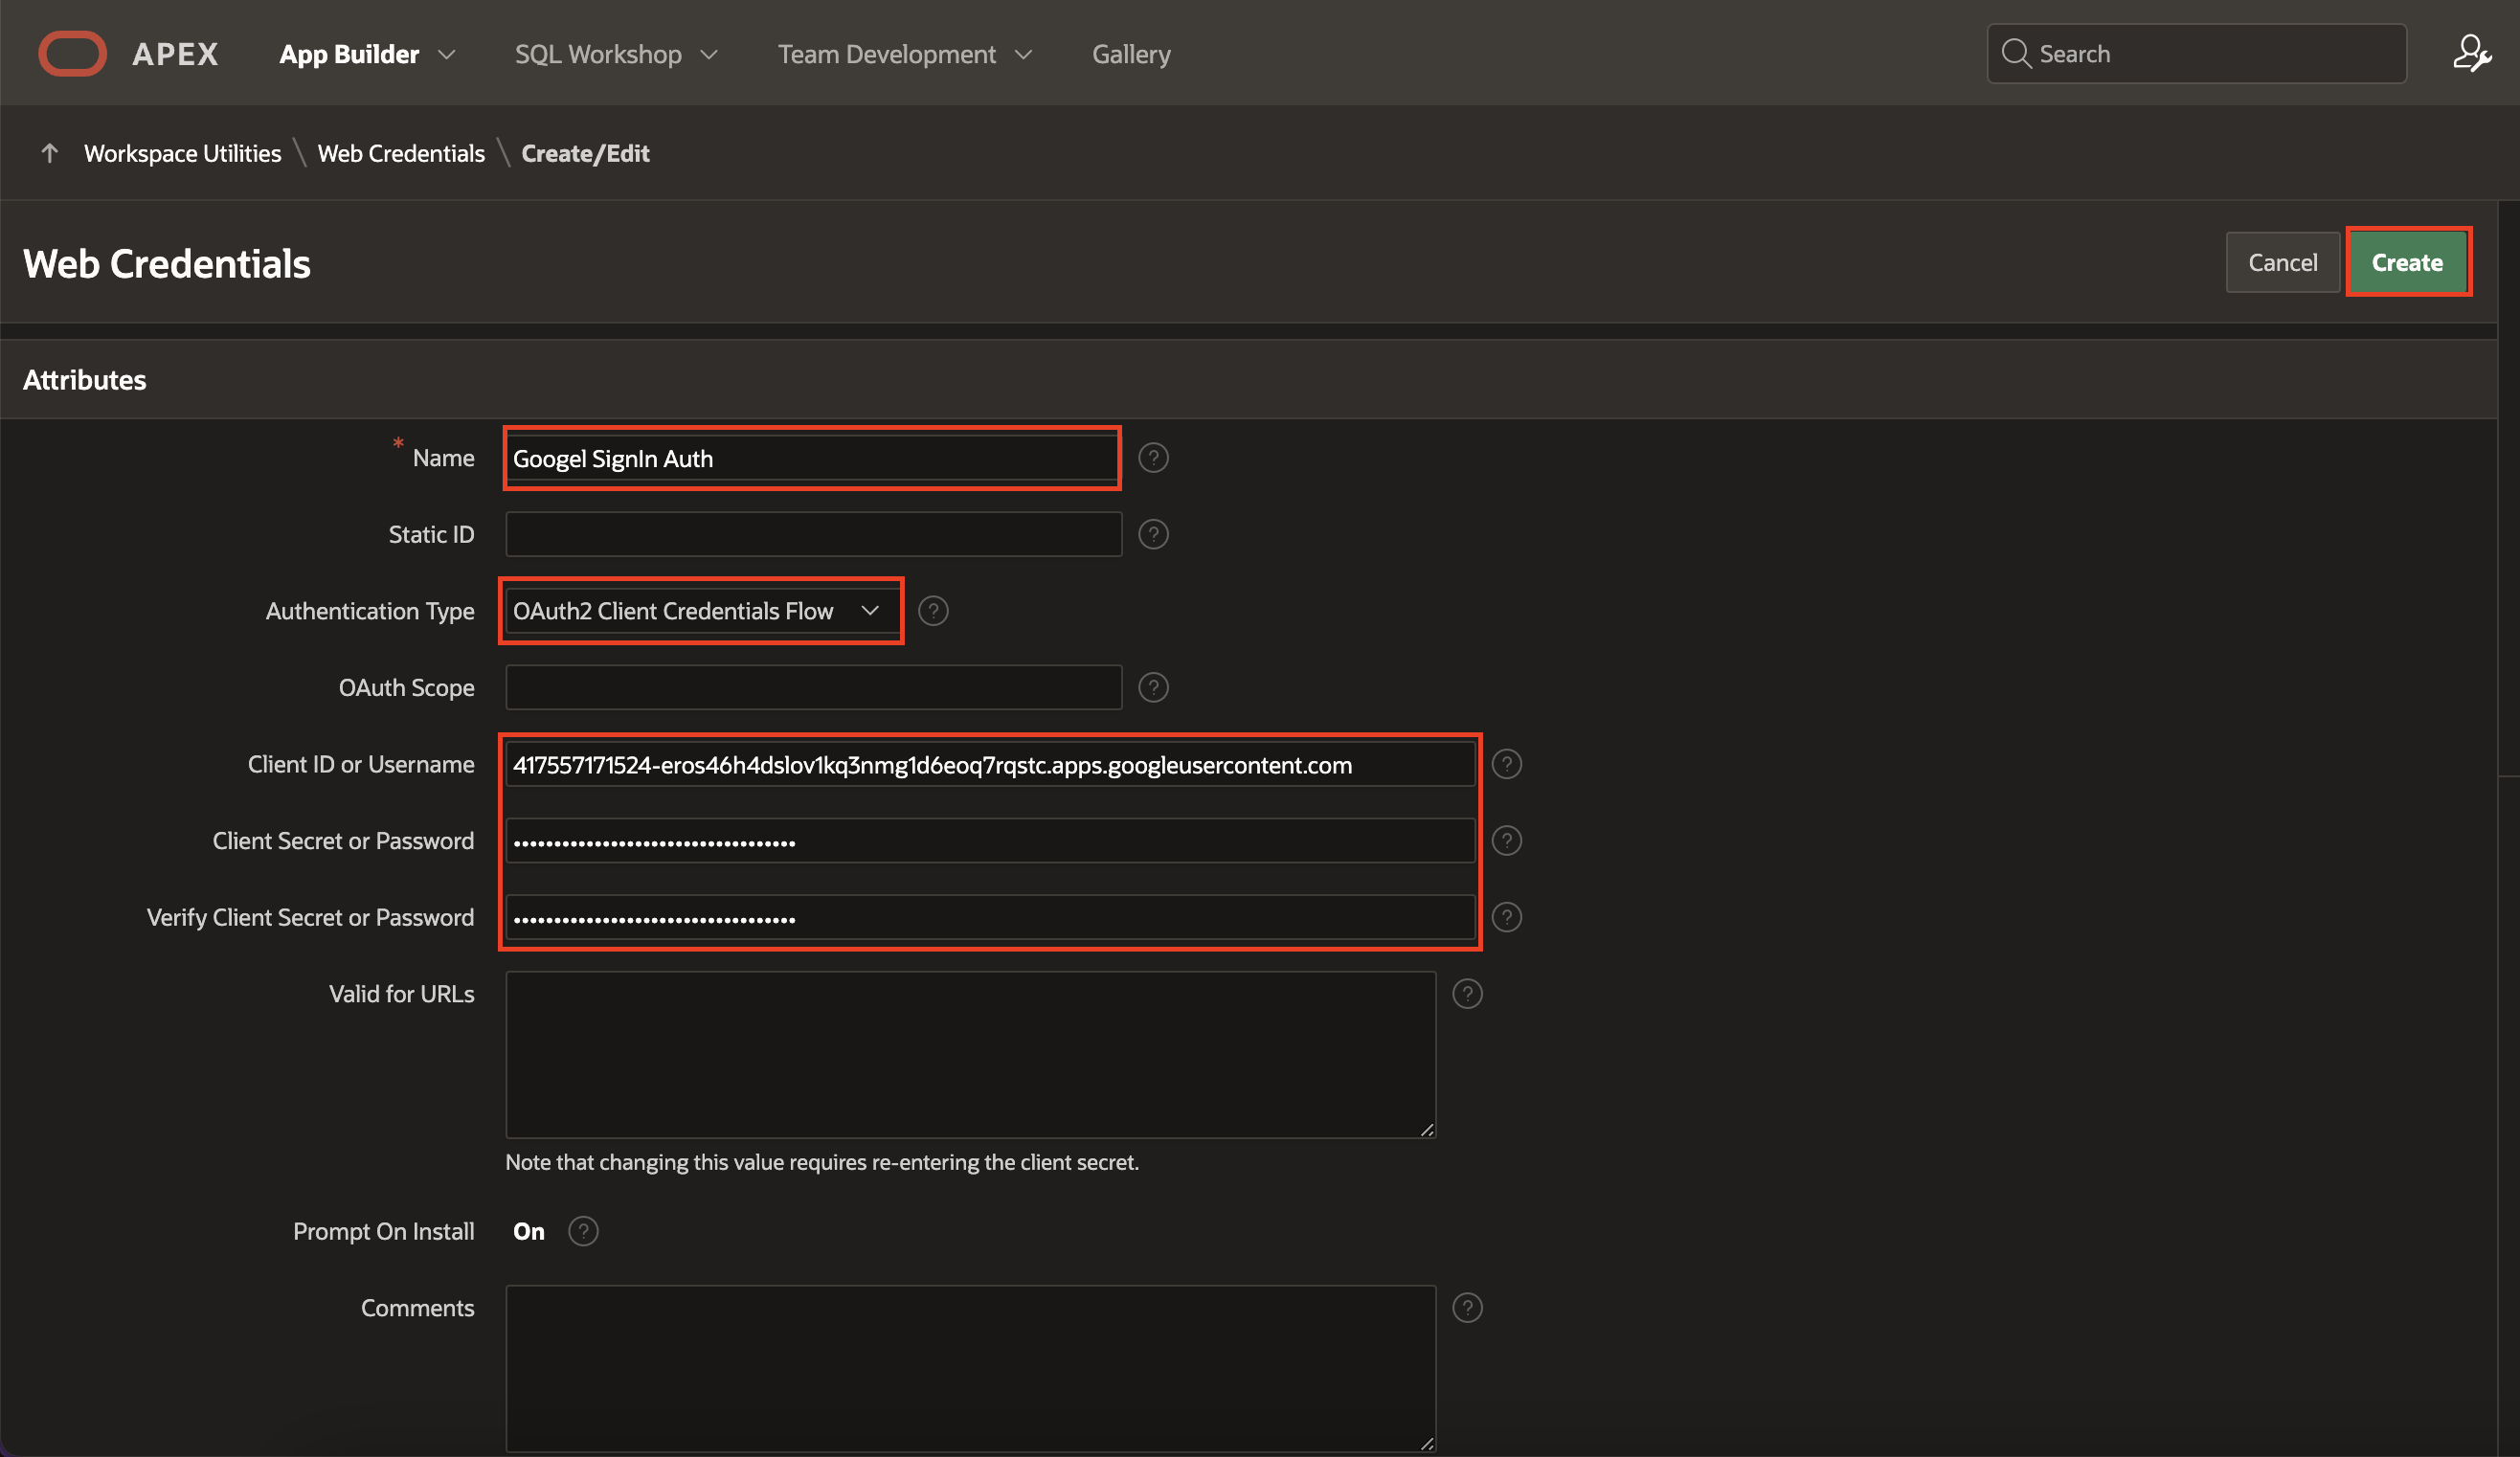 APEX App Builder SQL Workshop Team Development Gallery Search
Workspace Utilities \ Web Credentials \ Create/Edit
Web Credentials Cancel Create
Attributes
* Name Googel SignIn Auth ?
Static ID ?
Authentication Type OAuth2 Client Credentials Flow ?
OAuth Scope ?
Client ID or Username 417557171524-eros46h4dslov1kq3nmg1d6eoq7rqstc.apps.googleusercontent.com ?
Client Secret or Password ••••••••••••••••••••••••••••••••••• ?
Verify Client Secret or Password ••••••••••••••••••••••••••••••••••• ?
Valid for URLs ?
Note that changing this value requires re-entering the client secret.
Prompt On Install On ?
Comments ?